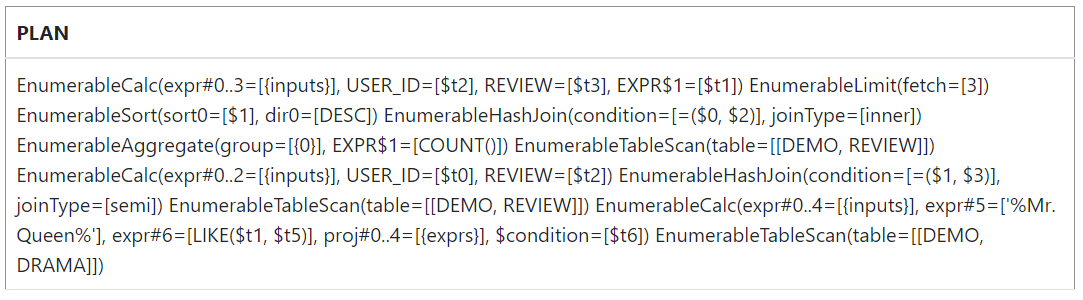 PLAN
EnumerableCalc(expr#0..3=[{inputs}], USER_ID=[$t2], REVIEW=[$t3], EXPR$1=[$t1]) EnumerableLimit(fetch=[3])
EnumerableSort(sort0=[$1], dir0=[DESC]) EnumerableHashJoin(condition=[=($0, $2)], joinType=[inner])
EnumerableAggregate(group=[{0}], EXPR$1=[COUNT()]) EnumerableTableScan(table=[[DEMO, REVIEW]])
EnumerableCalc(expr#0..2=[{inputs}], USER_ID=[$t0], REVIEW=[$t2]) EnumerableHashJoin(condition=[=($1, $3)],
joinType=[semi]) EnumerableTableScan(table=[[DEMO, REVIEW]]) EnumerableCalc(expr#0..4=[{inputs}], expr#5=['%Mr.
Queen%'], expr#6=[LIKE($t1, $t5)], proj#0..4=[{exprs}], $condition=[$t6]) EnumerableTableScan(table=[[DEMO,
DRAMA]])